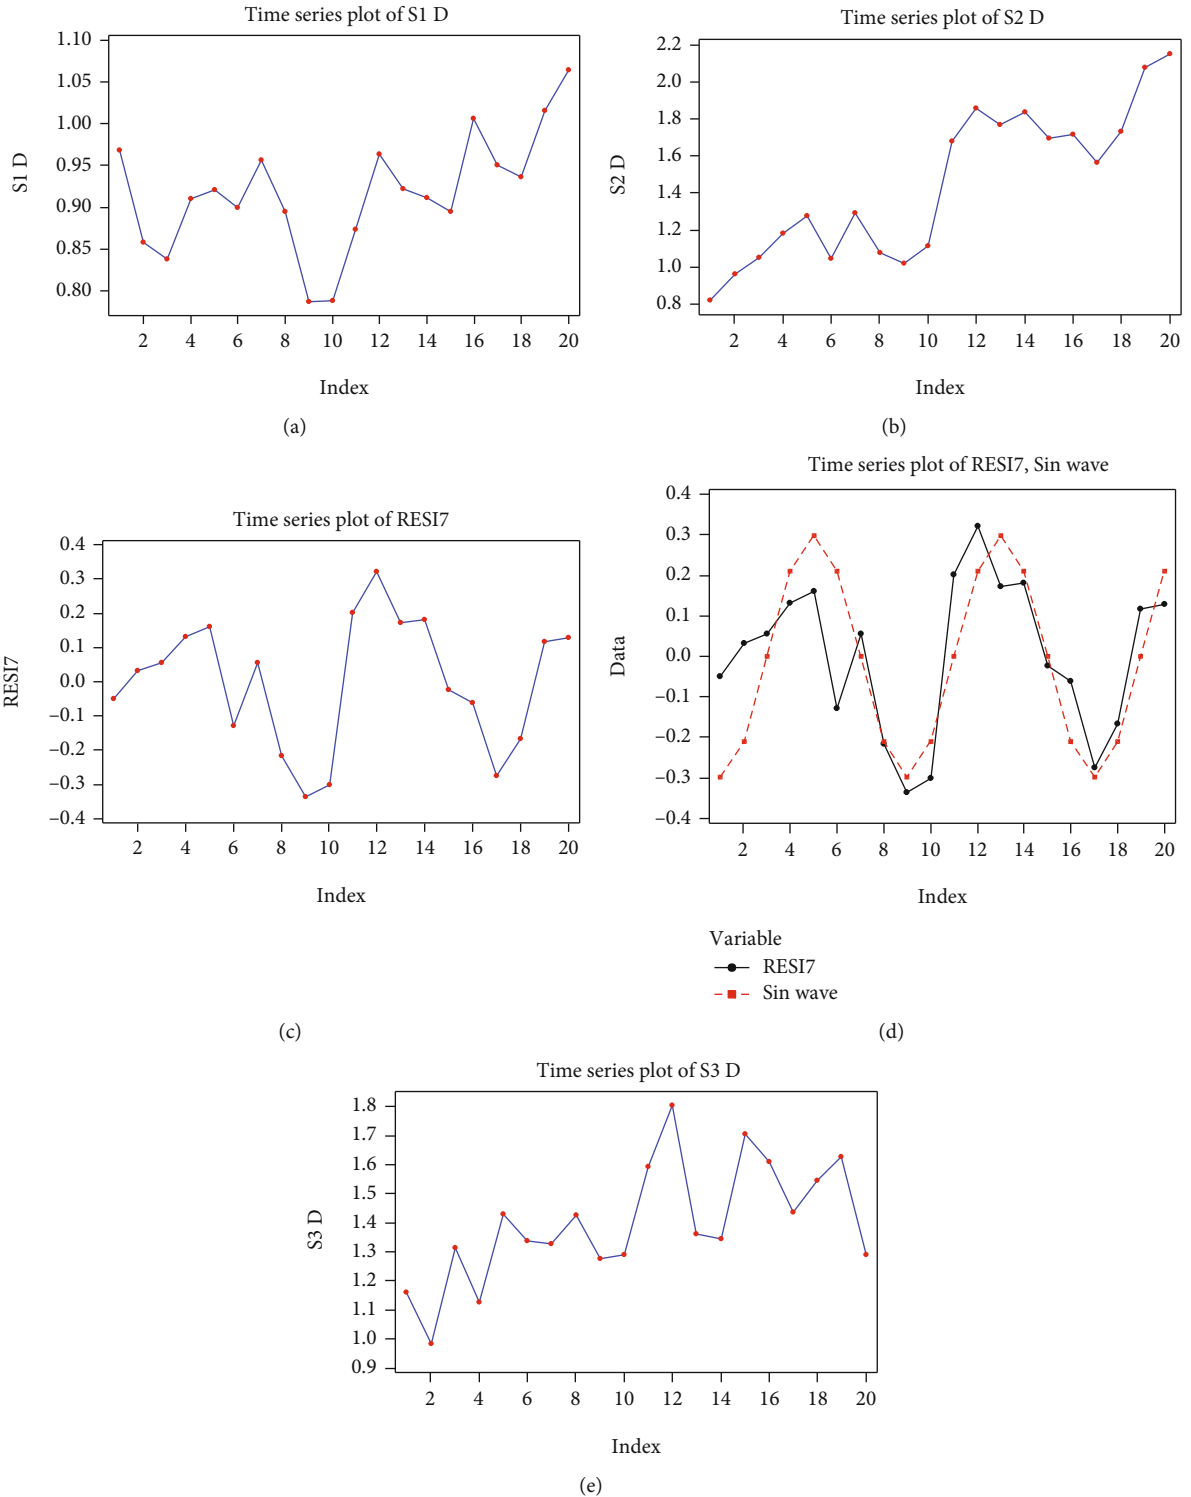 Time series plot of S1 D
1.10
1.05
1.00
0.95
0.90
0.85
0.80
S1 D
2 4 6 8 10 12 14 16 18 20
Index
(a)
Time series plot of S2 D
2.2
2.0
1.8
1.6
1.4
1.2
1.0
0.8
S2 D
2 4 6 8 10 12 14 16 18 20
Index
(b)
Time series plot of RESI7
0.4
0.3
0.2
0.1
0.0
–0.1
–0.2
–0.3
–0.4
RESI7
2 4 6 8 10 12 14 16 18 20
Index
(c)
Time series plot of RESI7, Sin wave
0.4
0.3
0.2
0.1
0.0
–0.1
–0.2
–0.3
–0.4
Data
2 4 6 8 10 12 14 16 18 20
Index
Variable
RESI7
Sin wave
(d)
Time series plot of S3 D
1.8
1.7
1.6
1.5
1.4
1.3
1.2
1.1
1.0
0.9
S3 D
2 4 6 8 10 12 14 16 18 20
Index
(e)